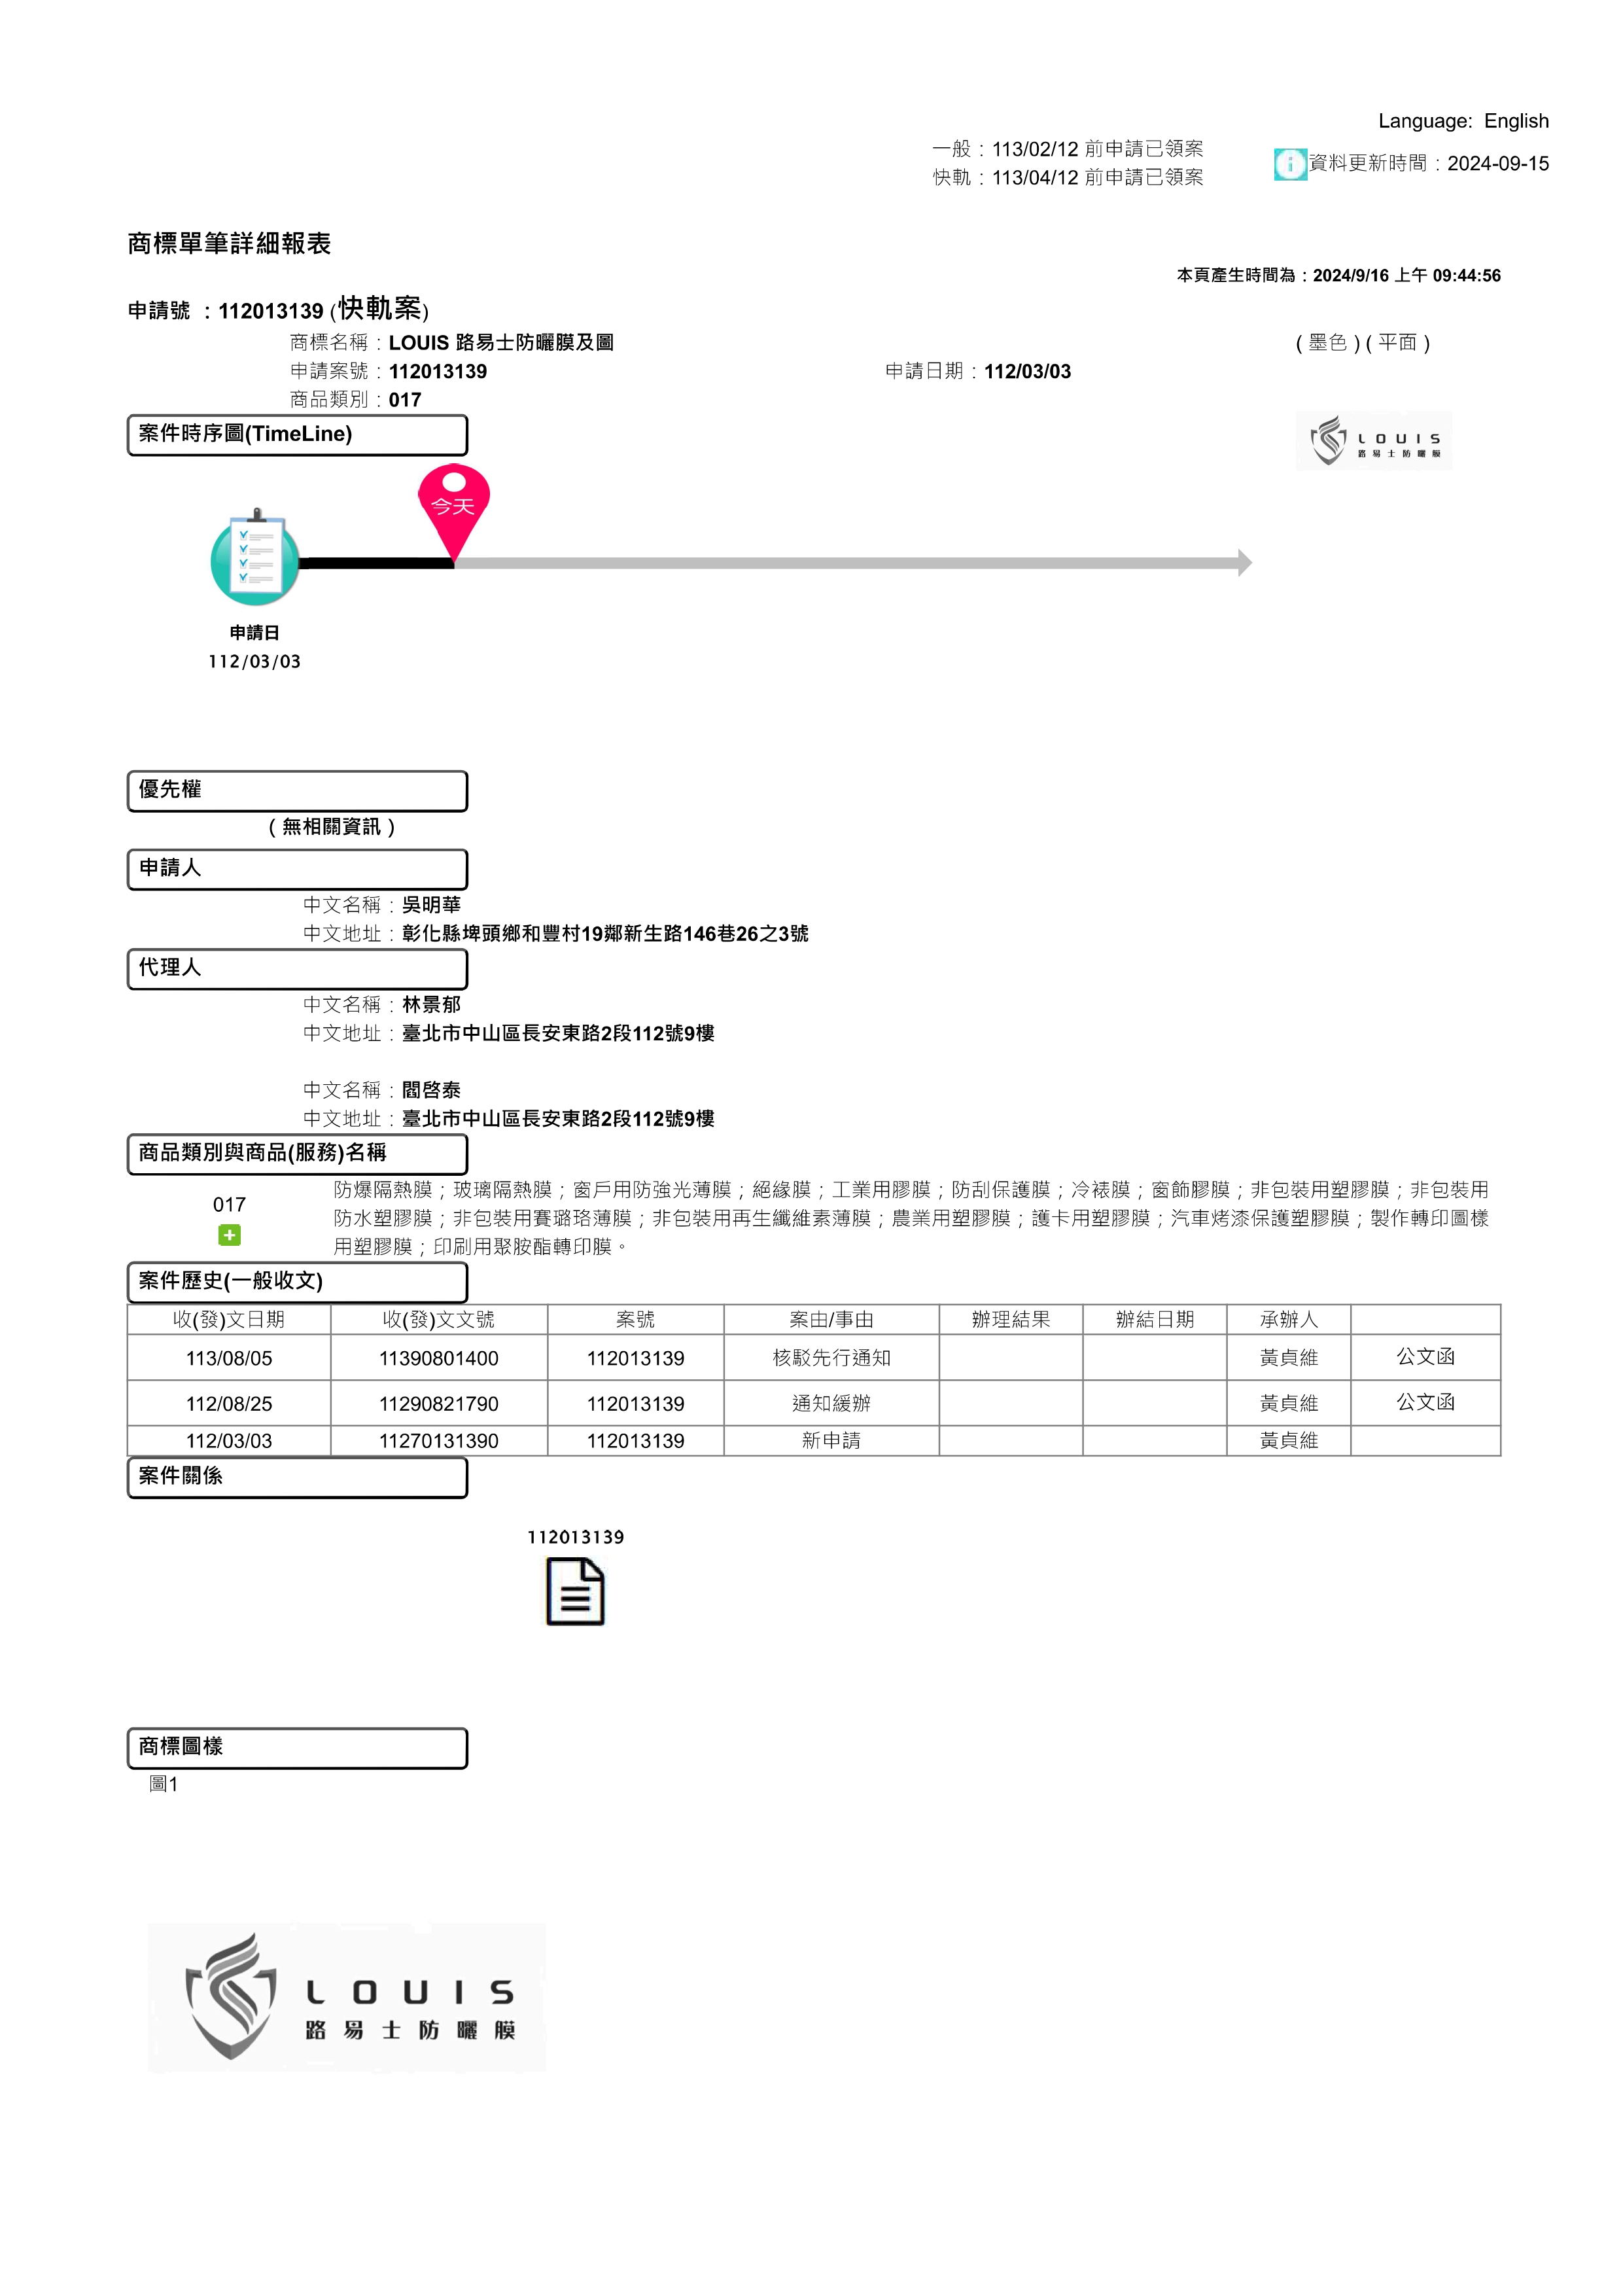 Language: English
一般：113/02/12 前申請已領案
快軌：113/04/12 前申請已領案
資料更新時間：2024-09-15
商標單筆詳細報表
本頁產生時間為：2024/9/16 上午 09:44:56
申請號 ：112013139 (快軌案)
商標名稱：LOUIS 路易士防曬膜及圖
(墨色)(平面)
申請案號：112013139
申請日期：112/03/03
商品類別：017
案件時序圖(TimeLine)
LOUIS
路易士防曬膜
今天
申請日
112/03/03
優先權
(無相關資訊)
申請人
中文名稱：吳明華
中文地址：彰化縣埤頭鄉和豐村19鄰新生路146巷26之3號
代理人
中文名稱：林景郁
中文地址：臺北市中山區長安東路2段112號9樓
中文名稱：閻啓泰
中文地址：臺北市中山區長安東路2段112號9樓
商品類別與商品(服務)名稱
017
防爆隔熱膜；玻璃隔熱膜；窗戶用防強光薄膜；絕緣膜；工業用膠膜；防刮保護膜；冷裱膜；窗飾膠膜；非包裝用塑膠膜；非包裝用
防水塑膠膜；非包裝用賽璐珞薄膜；非包裝用再生纖維素薄膜；農業用塑膠膜；護卡用塑膠膜；汽車烤漆保護塑膠膜；製作轉印圖樣
用塑膠膜；印刷用聚胺酯轉印膜。
案件歷史(一般收文)
收(發)文日期 收(發)文文號 案號 案由/事由 辦理結果 辦結日期 承辦人
113/08/05 11390801400 112013139 核駁先行通知 黃貞維 公文函
112/08/25 11290821790 112013139 通知緩辦 黃貞維 公文函
112/03/03 11270131390 112013139 新申請 黃貞維
案件關係
112013139
商標圖樣
圖1
LOUIS
路易士防曬膜